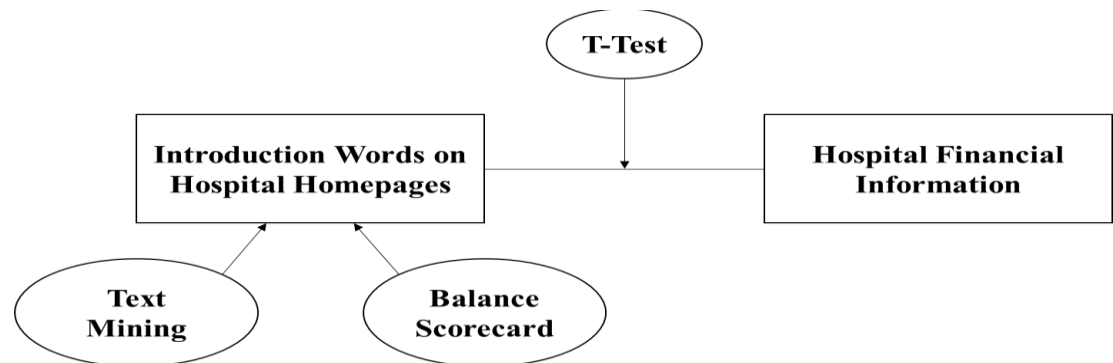 T-Test
Introduction Words on
Hospital Homepages
Hospital Financial
Information
Text
Mining
Balance
Scorecard